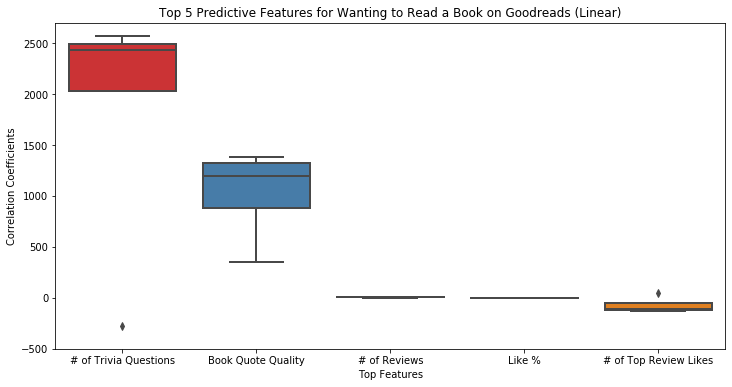 Top 5 Predictive Features for Wanting to Read a Book on Goodreads (Linear)
Correlation Coefficients
2500
2000
1500
1000
500
0
−500
# of Trivia Questions
Book Quote Quality
# of Reviews
Like %
# of Top Review Likes
Top Features